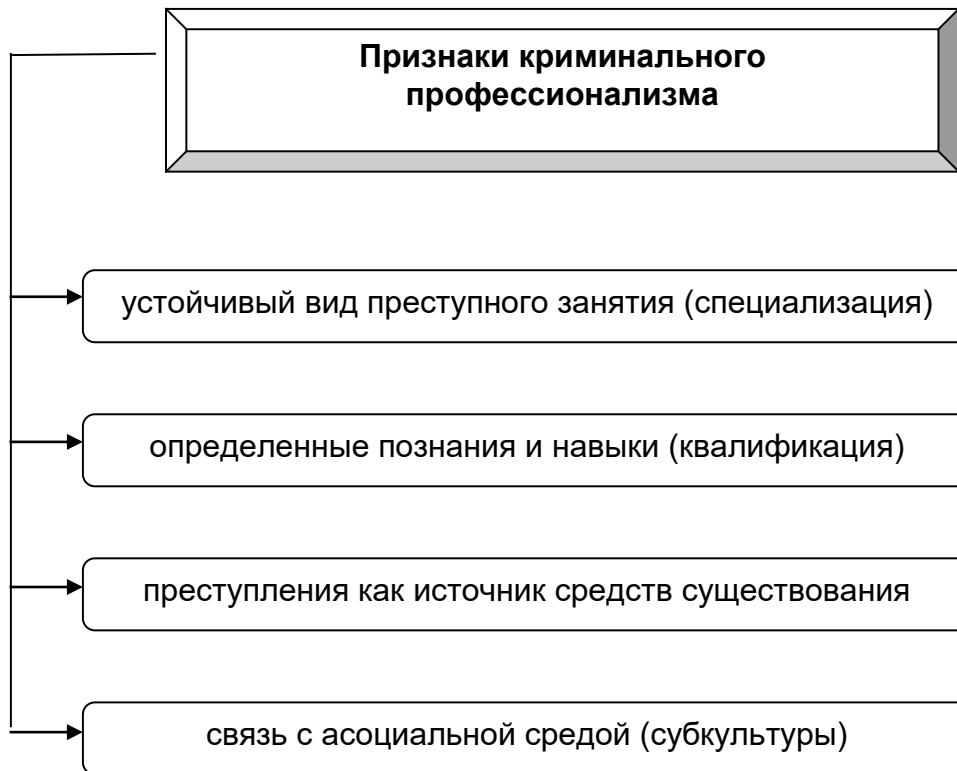 Признаки криминального
профессионализма
устойчивый вид преступного занятия (специализация)
определенные познания и навыки (квалификация)
преступления как источник средств существования
связь с асоциальной средой (субкультуры)